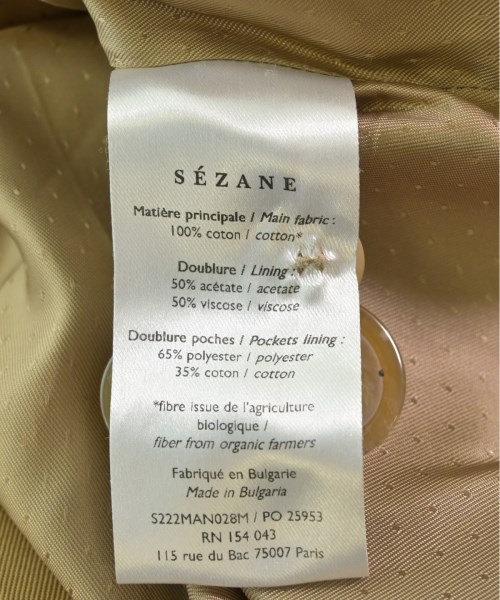 SÉZANE
Matière principale / Main fabric :
100% coton / cotton*
Doublure / Lining :
50% acétate / acetate
50% viscose / viscose
Doublure poches / Pockets lining :
65% polyester / polyester
35% coton / cotton
*fibre issue de l'agriculture
biologique /
fiber from organic farmers
Fabriqué en Bulgarie
Made in Bulgaria
S222MAN028M / PO 25953
RN 154 043
115 rue du Bac 75007 Paris